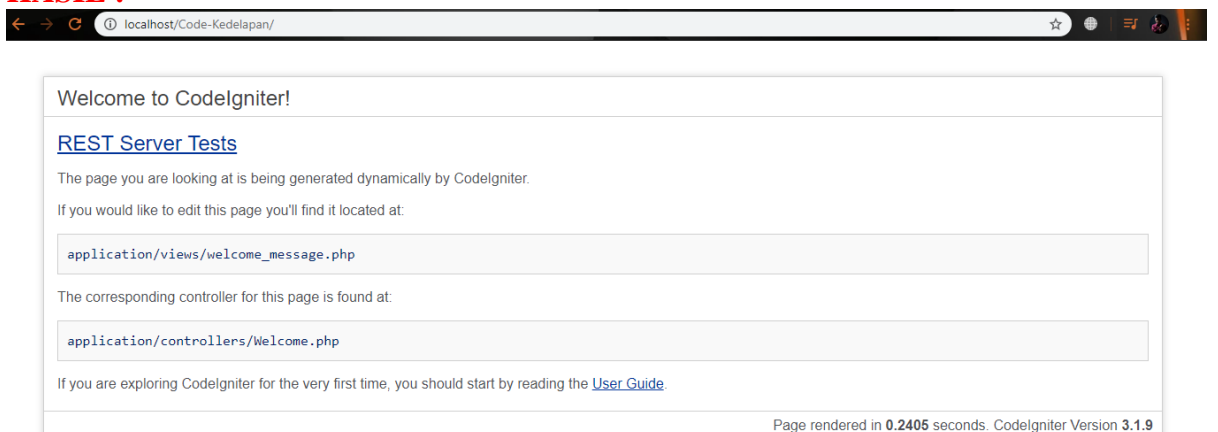 HASIL :
localhost/Code-Kedelapan/
Welcome to CodeIgniter!
REST Server Tests
The page you are looking at is being generated dynamically by CodeIgniter.
If you would like to edit this page you'll find it located at:
application/views/welcome_message.php
The corresponding controller for this page is found at:
application/controllers/Welcome.php
If you are exploring CodeIgniter for the very first time, you should start by reading the User Guide.
Page rendered in 0.2405 seconds. CodeIgniter Version 3.1.9